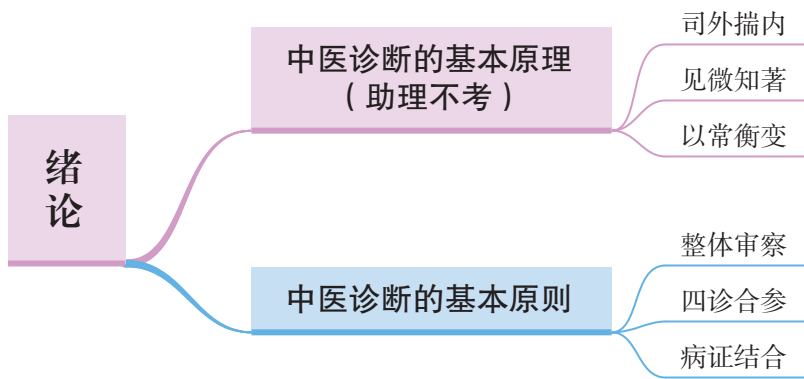 绪论
中医诊断的基本原理
（助理不考）
司外揣内
见微知著
以常衡变
中医诊断的基本原则
整体审察
四诊合参
病证结合